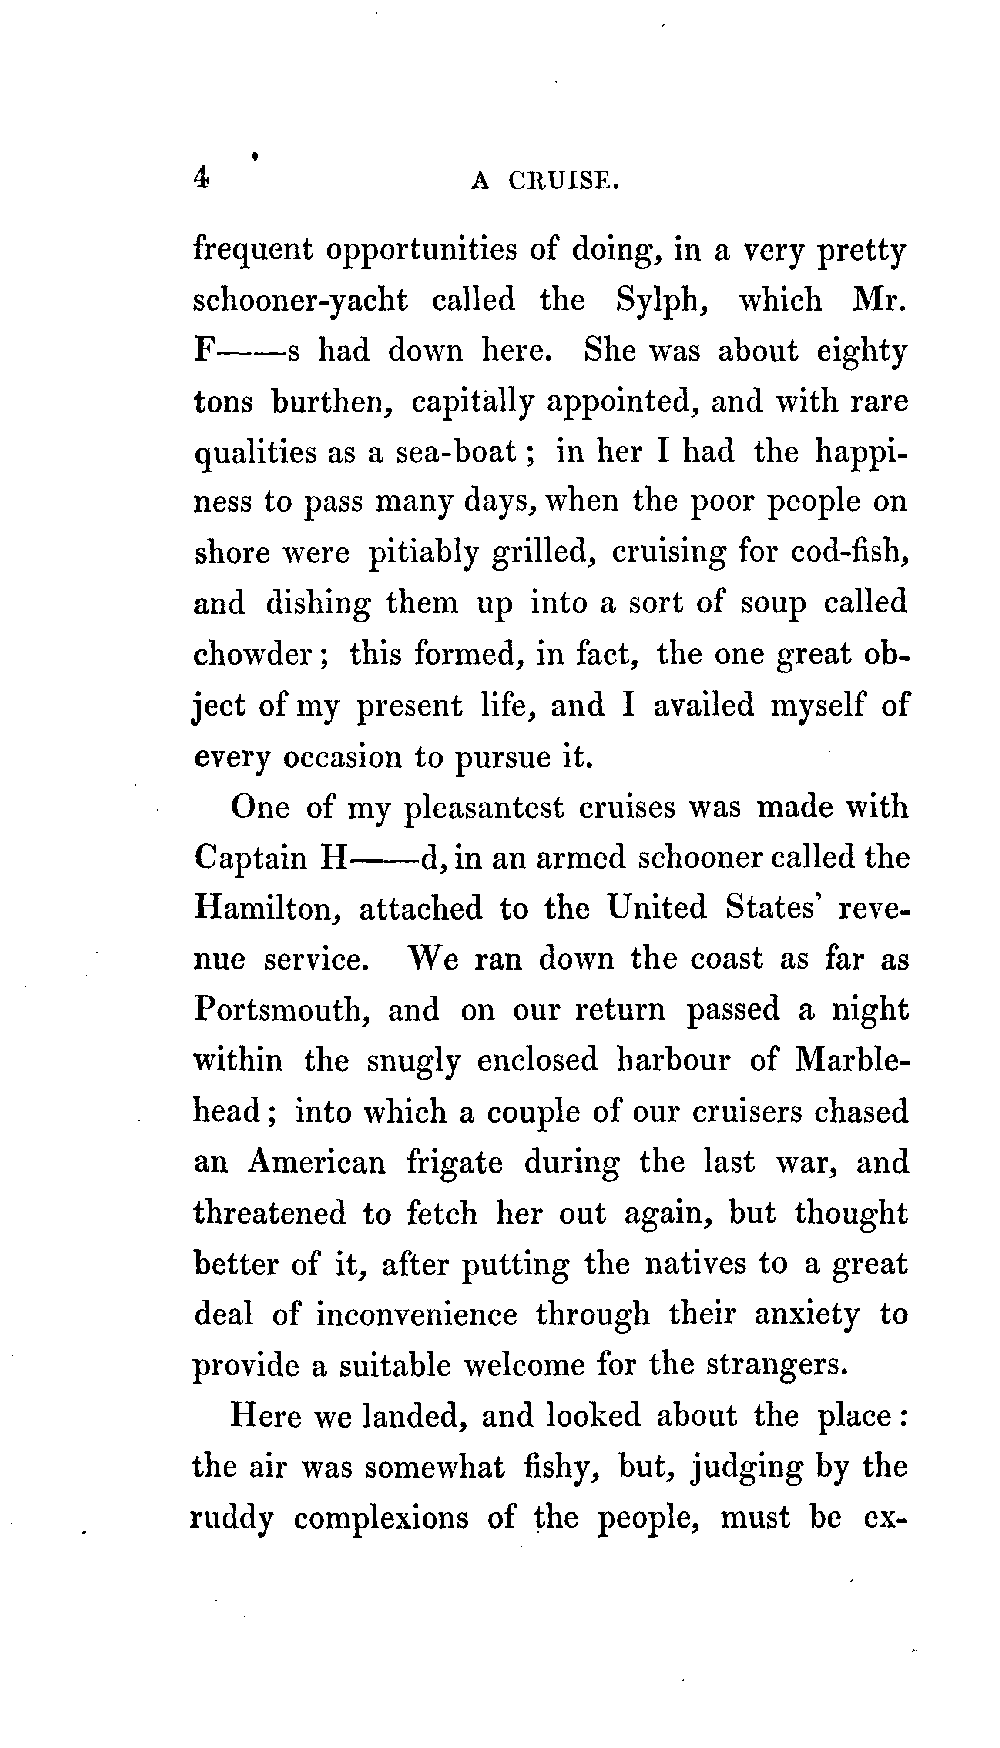 4 A CRUISE.
frequent opportunities of doing, in a very pretty
schooner-yacht called the Sylph, which Mr.
F——s had down here. She was about eighty
tons burthen, capitally appointed, and with rare
qualities as a sea-boat ; in her I had the happi-
ness to pass many days, when the poor people on
shore were pitiably grilled, cruising for cod-fish,
and dishing them up into a sort of soup called
chowder ; this formed, in fact, the one great ob-
ject of my present life, and I availed myself of
every occasion to pursue it.
One of my pleasantest cruises was made with
Captain H——d, in an armed schooner called the
Hamilton, attached to the United States' reve-
nue service. We ran down the coast as far as
Portsmouth, and on our return passed a night
within the snugly enclosed harbour of Marble-
head ; into which a couple of our cruisers chased
an American frigate during the last war, and
threatened to fetch her out again, but thought
better of it, after putting the natives to a great
deal of inconvenience through their anxiety to
provide a suitable welcome for the strangers.
Here we landed, and looked about the place :
the air was somewhat fishy, but, judging by the
ruddy complexions of the people, must be ex-